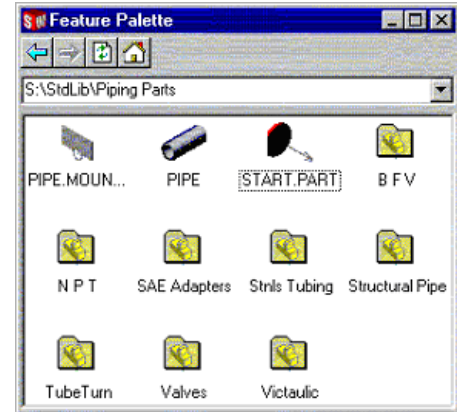 Feature Palette
S:\StdLib\Piping Parts
PIPE.MOUN... PIPE START.PART B F V
N P T SAE Adapters Stnls Tubing Structural Pipe
TubeTurn Valves Victaulic